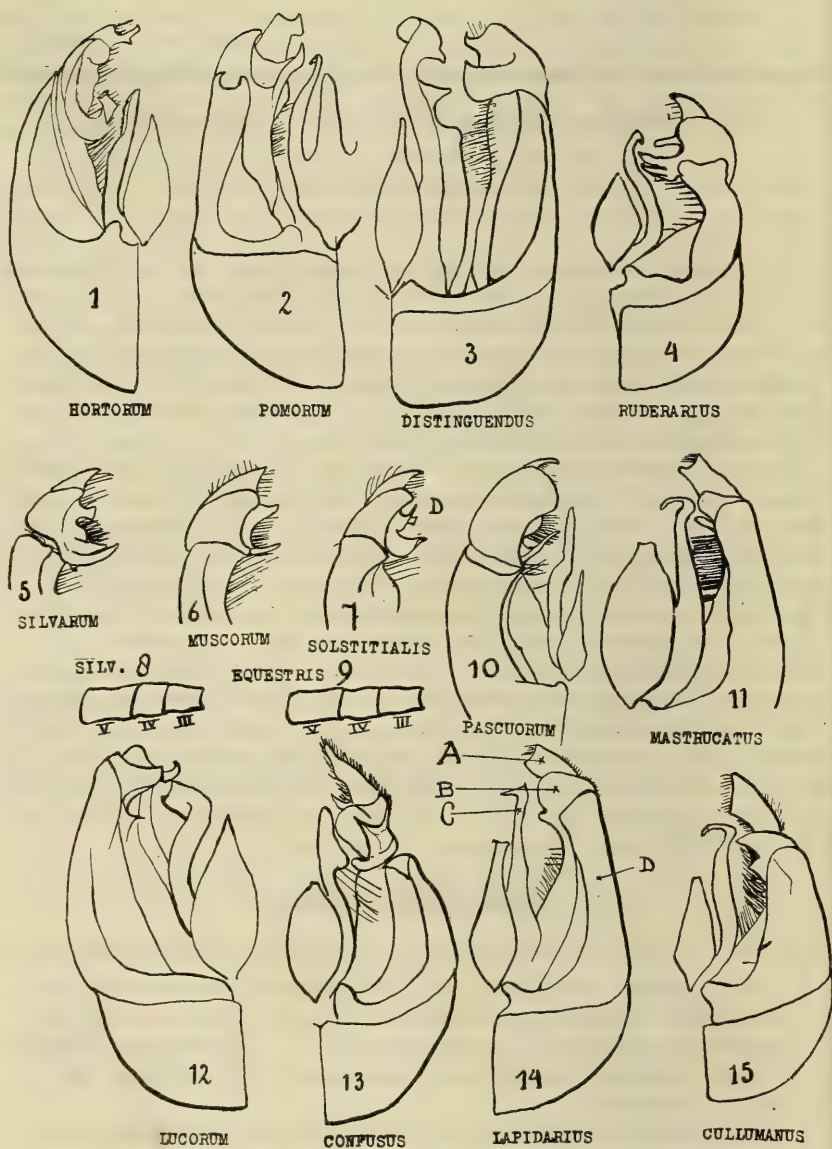 1
2
3
4
HORTORUM
POMORUM
DISTINGUENDUS
RUDERARIUS
D
5
6
7
10
11
SILVARUM
MUSCORUM
SOLSTITIALIS
PASCUORUM
MASTRUCATUS
SILV. 8
EQUESTRIS 9
V IV III
V IV III
A
B
C
D
12
13
14
15
LUCORUM
CONFUSUS
LAPIDARIUS
CULLUMANUS